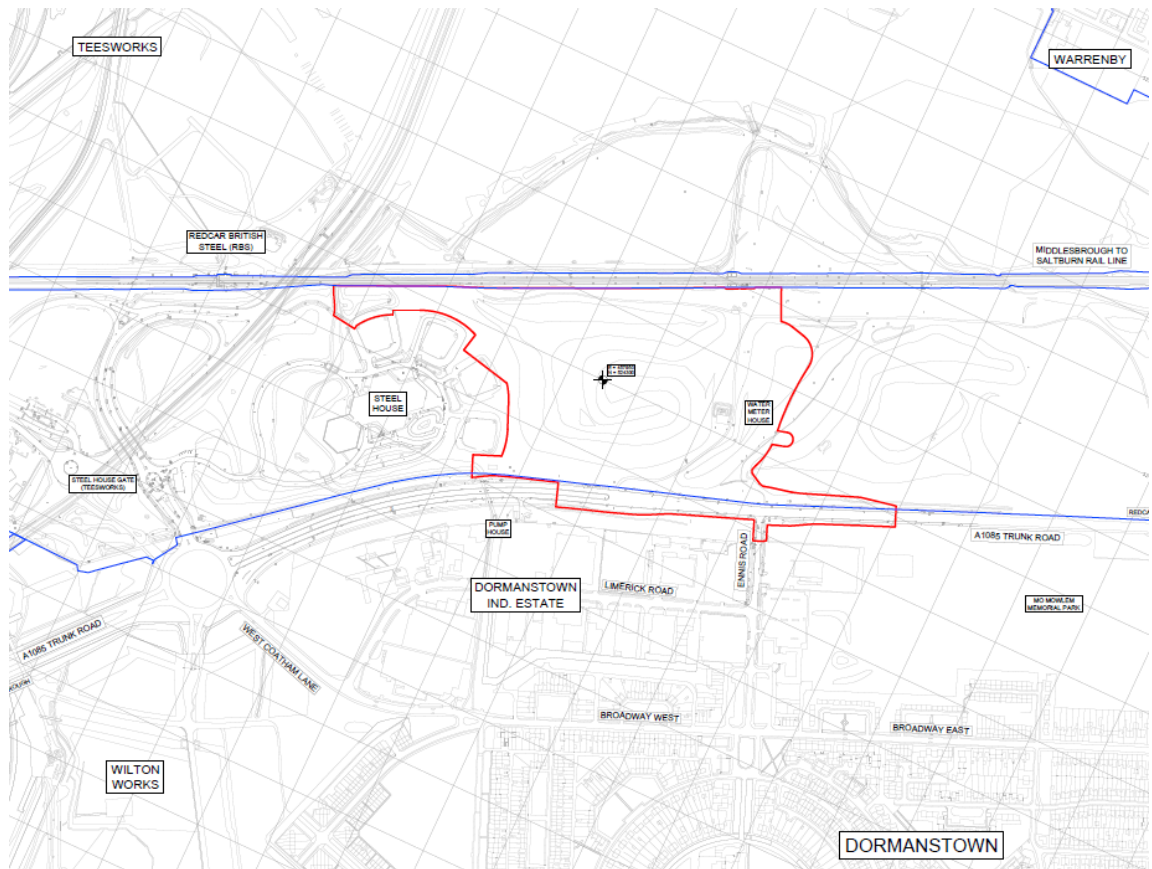 TEESWORKS
WARRENBY
REDCAR BRITISH
STEEL (RBS)
MIDDLESBROUGH TO
SALTBURN RAIL LINE
STEEL
HOUSE
WATER
METER
HOUSE
STEEL HOUSE GATE
(TEESWORKS)
PUMP
HOUSE
REDCA
A1085 TRUNK ROAD
ENNIS ROAD
DORMANSTOWN
IND. ESTATE
LIMERICK ROAD
MO MOWLEM
MEMORIAL PARK
A1085 TRUNK ROAD
WEST COATHAM LANE
BROADWAY WEST
BROADWAY EAST
WILTON
WORKS
DORMANSTOWN